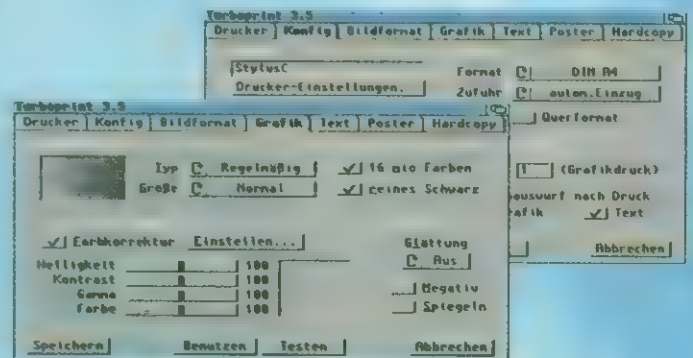 Turboprint 3.5
Drucker Konfig Bildformat Grafik Text Poster Hardcopy
StylusC
Drucker-Einstellungen.
Format DIN A4
Zufuhr autom.Einzug
Querformat
1 (Grafikdruck)
auswurf nach Druck
afik Text
Abbrechen
Turboprint 3.5
Drucker Konfig Bildformat Grafik Text Poster Hardcopy
Typ Regelmäßig 16 mio Farben
Größe Normal reines Schwarz
Farbkorrektur Einstellen... Glättung
Aus
Helligkeit 100
Kontrast 100
Gamma 100
Farbe 100
Negativ
Spiegeln
Speichern Benutzen Testen Abbrechen